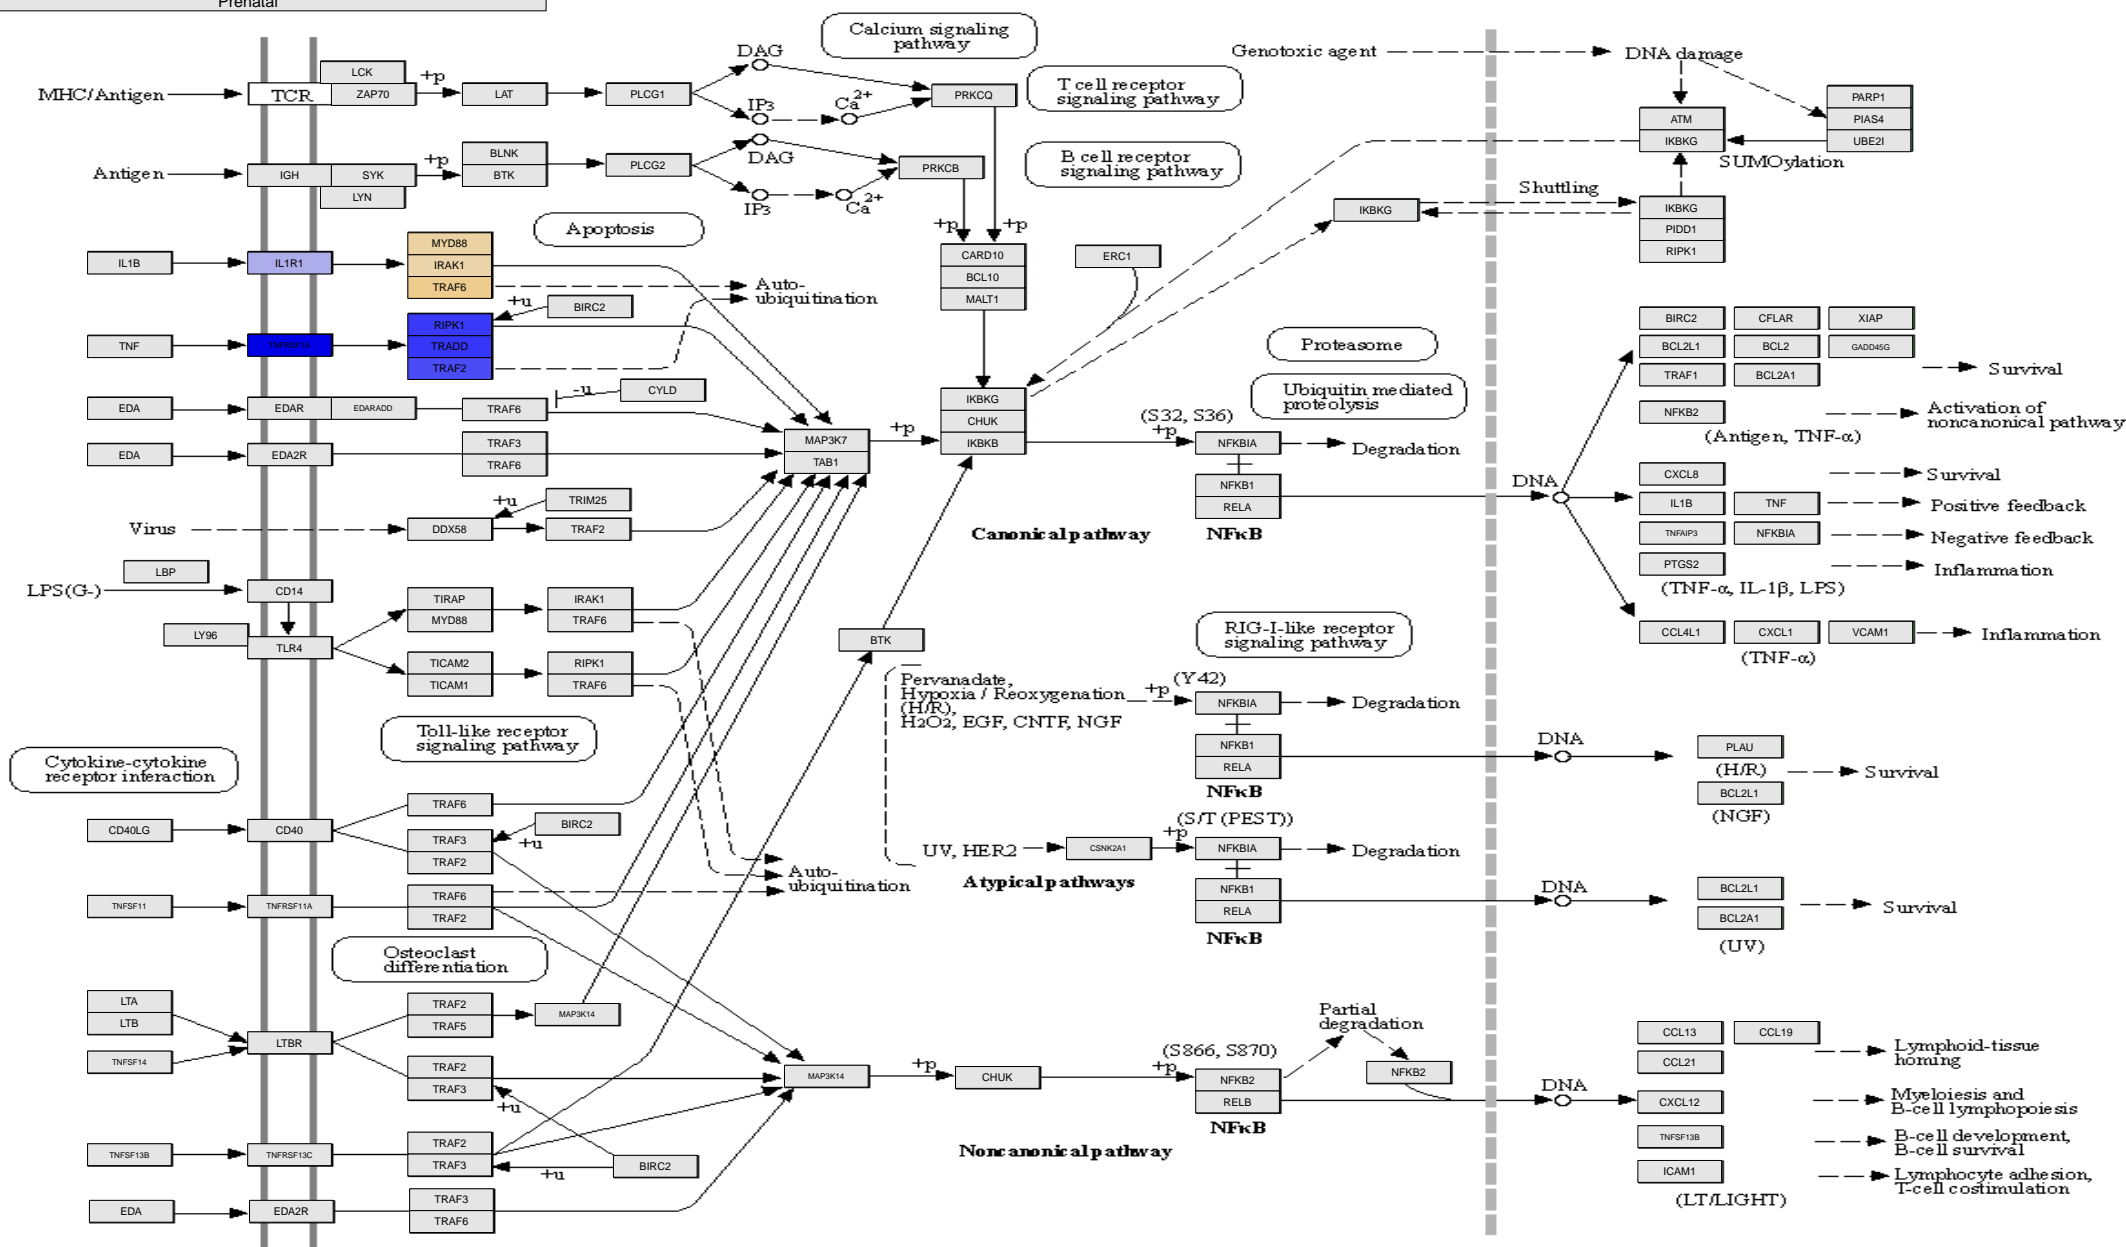 Prenatal
Calcium signaling
pathway
DAG
Genotoxic agent
DNA damage
LCK
+p
MHC/Antigen
TCR
ZAP70
LAT
PLCG1
PRKCQ
T cell receptor
signaling pathway
PARP1
IP3
Ca2+
ATM
PIAS4
IKBKG
UBE2I
DAG
BLNK
+p
B cell receptor
signaling pathway
SUMOylation
Antigen
IGH
SYK
BTK
PLCG2
PRKCB
LYN
IP3
Ca2+
Shuttling
IKBKG
IKBKG
PIDD1
RIPK1
Apoptosis
+p
+p
MYD88
IL1B
IL1R1
IRAK1
TRAF6
CARD10
BCL10
MALT1
ERC1
Auto-
ubiquitination
+u
BIRC2
TNF
TNFRSF1A
RIPK1
TRADD
TRAF2
Proteasome
BIRC2
CFLAR
XIAP
BCL2L1
BCL2
GADD45G
TRAF1
BCL2A1
Survival
-u
CYLD
Ubiquitin mediated
proteolysis
EDA
EDAR
EDARADD
TRAF6
IKBKG
CHUK
IKBKB
NFKB2
Activation of
noncanonical pathway
(Antigen, TNF-α)
(S32, S36)
+p
+p
EDA
EDA2R
TRAF3
TRAF6
MAP3K7
TAB1
NFKBIA
Degradation
NFKB1
RELA
DNA
CXCL8
Survival
IL1B
TNF
Positive feedback
TNFAIP3
NFKBIA
Negative feedback
PTGS2
Inflammation
(TNF-α, IL-1β, LPS)
+u
TRIM25
Virus
DDX58
TRAF2
Canonical pathway
NFκB
LBP
LPS(G-)
CD14
TIRAP
MYD88
IRAK1
TRAF6
LY96
TLR4
BTK
RIG-I-like receptor
signaling pathway
CCL4L1
CXCL1
VCAM1
Inflammation
(TNF-α)
TICAM2
TICAM1
RIPK1
TRAF6
Pervanadate,
Hypoxia / Reoxygenation
(H/R),
H2O2, EGF, CNTF, NGF
+p
(Y42)
NFKBIA
Degradation
Toll-like receptor
signaling pathway
NFKB1
RELA
NFκB
DNA
PLAU
(H/R)
Survival
BCL2L1
(NGF)
Cytokine-cytokine
receptor interaction
TRAF6
CD40LG
CD40
TRAF3
TRAF2
BIRC2
+u
(S/T (PEST))
+p
UV, HER2
CSNK2A1
NFKBIA
Degradation
Auto-
ubiquitination
Atypical pathways
TNFSF11
TNFRSF11A
TRAF6
TRAF2
NFKB1
RELA
NFκB
DNA
BCL2L1
BCL2A1
Survival
(UV)
Osteoclast
differentiation
LTA
LTB
TNFSF14
LTBR
TRAF2
TRAF5
MAP3K14
TRAF2
TRAF3
+u
Partial
degradation
(S866, S870)
MAP3K14
+p
CHUK
+p
NFKB2
RELB
NFKB2
NFκB
DNA
CCL13
CCL19
CCL21
Lymphoid-tissue
homing
CXCL12
Myeloiesis and
B-cell lymphopoiesis
TNFSF13B
B-cell development,
B-cell survival
ICAM1
Lymphocyte adhesion,
T-cell costimulation
(LT/LIGHT)
TNFSF13B
TNFRSF13C
TRAF2
TRAF3
+u
BIRC2
Noncanonical pathway
EDA
EDA2R
TRAF3
TRAF6